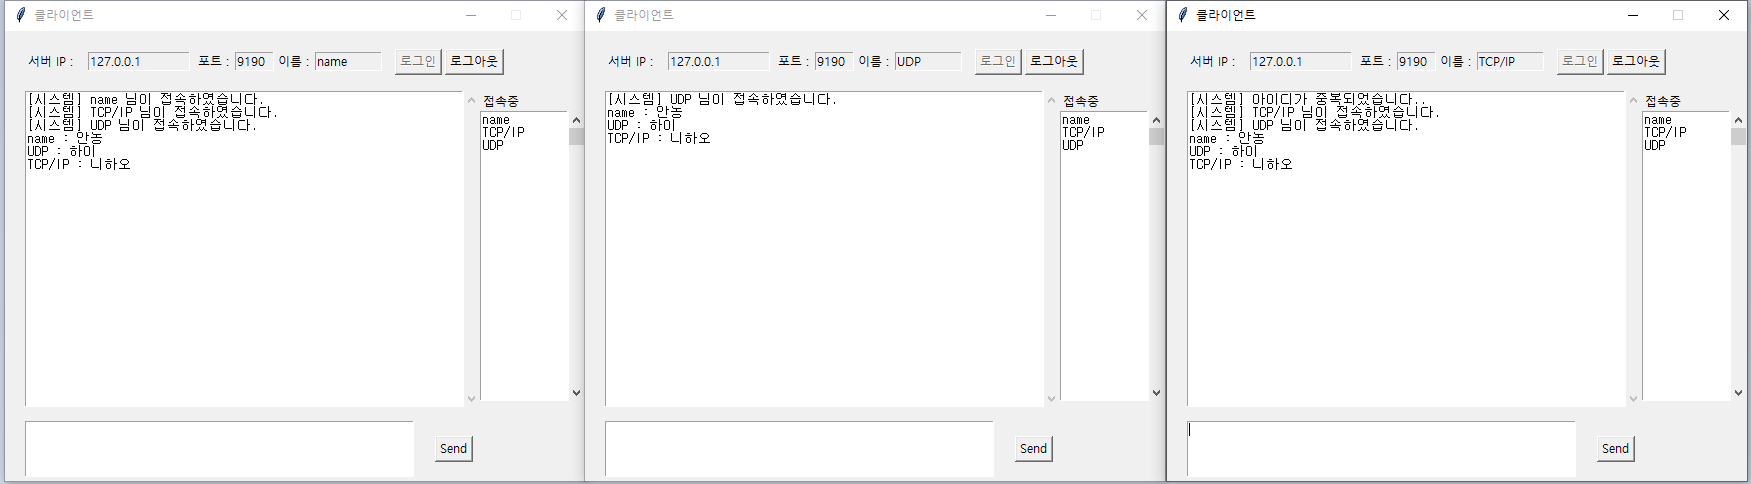 클라이언트
서버 IP : 127.0.0.1 포트 : 9190 이름 : name 로그인 로그아웃
[시스템] name 님이 접속하였습니다.
[시스템] TCP/IP 님이 접속하였습니다.
[시스템] UDP 님이 접속하였습니다.
name : 안농
UDP : 하이
TCP/IP : 니하오
접속중
name
TCP/IP
UDP
Send
클라이언트
서버 IP : 127.0.0.1 포트 : 9190 이름 : UDP 로그인 로그아웃
[시스템] UDP 님이 접속하였습니다.
name : 안농
UDP : 하이
TCP/IP : 니하오
접속중
name
TCP/IP
UDP
Send
클라이언트
서버 IP : 127.0.0.1 포트 : 9190 이름 : TCP/IP 로그인 로그아웃
[시스템] 아이디가 중복되었습니다..
[시스템] TCP/IP 님이 접속하였습니다.
[시스템] UDP 님이 접속하였습니다.
name : 안농
UDP : 하이
TCP/IP : 니하오
접속중
name
TCP/IP
UDP
Send